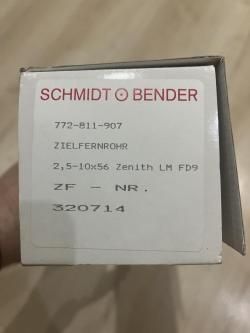 SCHMIDT BENDER
772-811-907
ZIELFERNROHR
2,5-10x56 Zenith LM FD9
ZF - NR.
320714